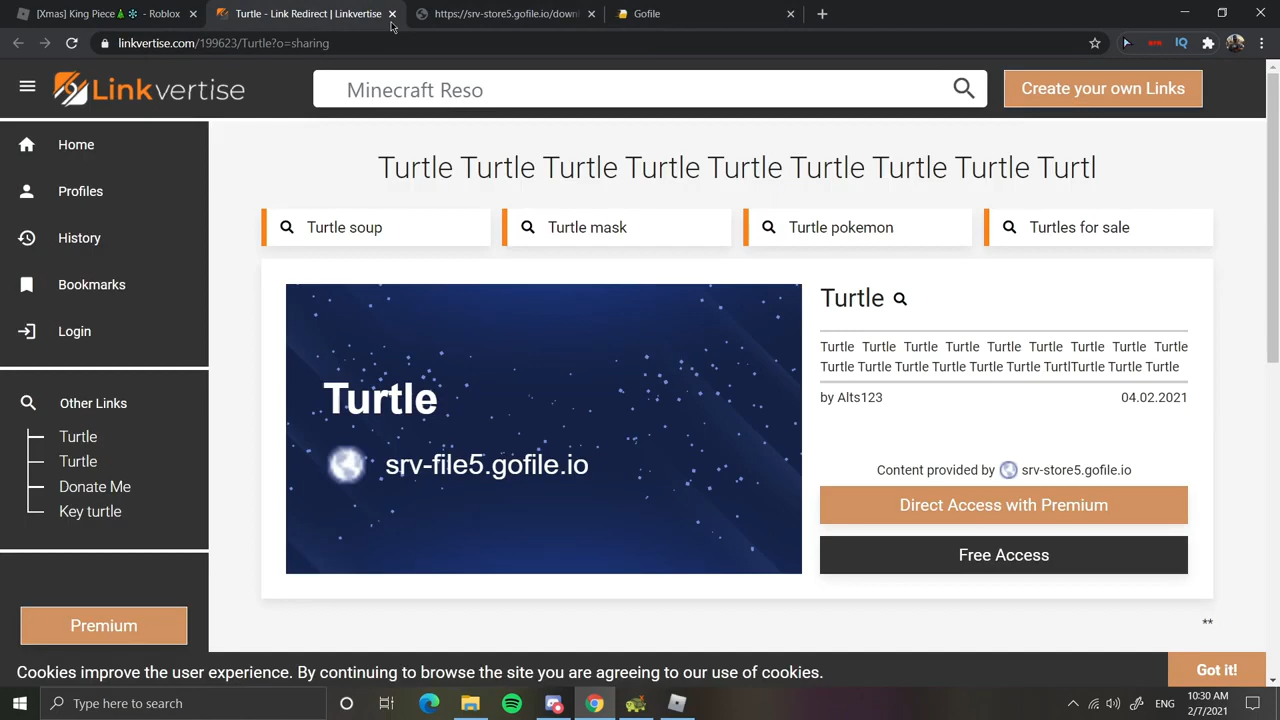 [Xmas] King Piece🎄❄ - Roblox
Turtle - Link Redirect | Linkvertise
https://srv-store5.gofile.io/downl
Gofile
linkvertise.com/199623/Turtle?o=sharing
IQ
Linkvertise
Minecraft Reso
Create your own Links
Home
Profiles
History
Bookmarks
Login
Other Links
Turtle
Turtle
Donate Me
Key turtle
Premium
Turtle Turtle Turtle Turtle Turtle Turtle Turtle Turtle Turtl
Turtle soup
Turtle mask
Turtle pokemon
Turtles for sale
Turtle
srv-file5.gofile.io
Turtle
Turtle Turtle Turtle Turtle Turtle Turtle Turtle Turtle Turtle
Turtle Turtle Turtle Turtle Turtle Turtle TurtlTurtle Turtle Turtle
by Alts123 04.02.2021
Content provided by srv-store5.gofile.io
Direct Access with Premium
Free Access
**
Cookies improve the user experience. By continuing to browse the site you are agreeing to our use of cookies.
Got it!
Type here to search
ENG
10:30 AM
2/7/2021